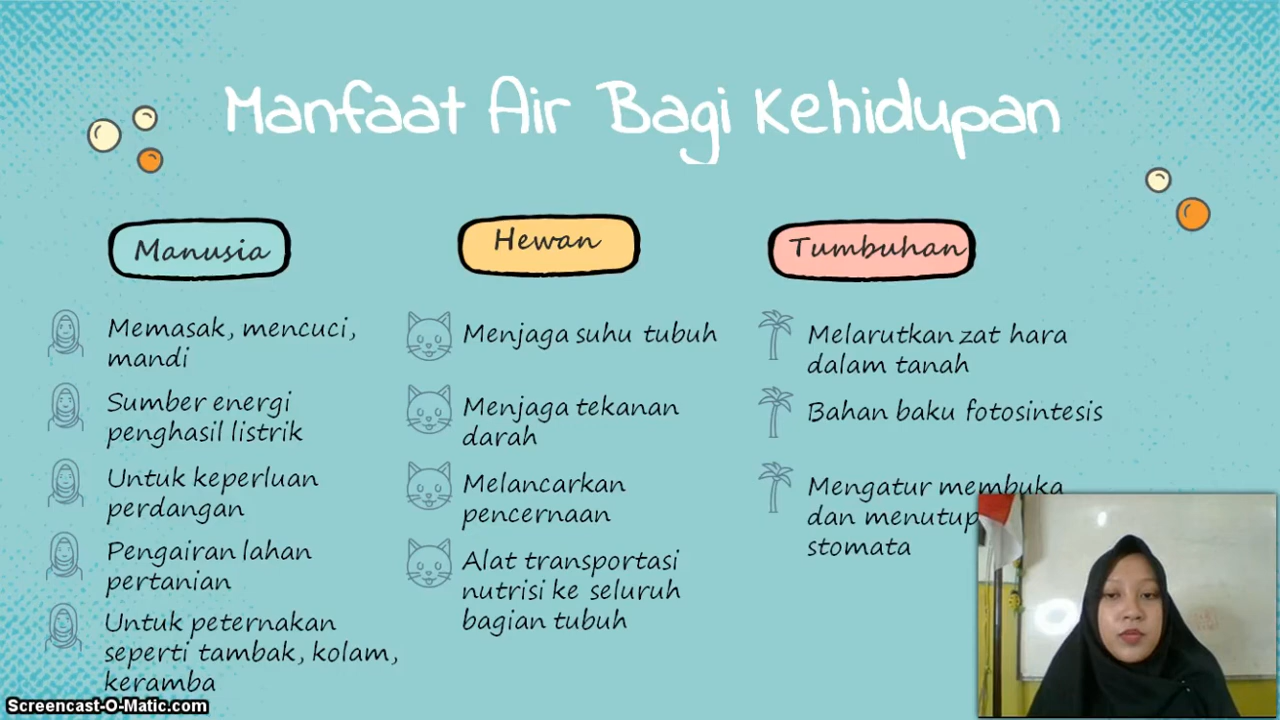 Manfaat Air Bagi Kehidupan
Manusia
Memasak, mencuci,
mandi
Sumber energi
penghasil listrik
Untuk keperluan
perdangan
Pengairan lahan
pertanian
Untuk peternakan
seperti tambak, kolam,
keramba
Hewan
Menjaga suhu tubuh
Menjaga tekanan
darah
Melancarkan
pencernaan
Alat transportasi
nutrisi ke seluruh
bagian tubuh
Tumbuhan
Melarutkan zat hara
dalam tanah
Bahan baku fotosintesis
Mengatur membuka
dan menutup
stomata
Screencast-O-Matic.com